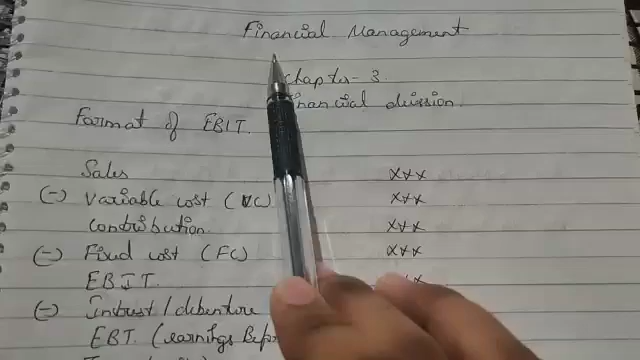 Financial Management
chapter - 3
financial decision.
Format of EBIT.
Sales xxx
(-) Variable cost (VC) xxx
contribution. xxx
(-) Fixed cost (FC) xxx
EBIT.
(-) Interest / debenture
EBT. (earnings Bef